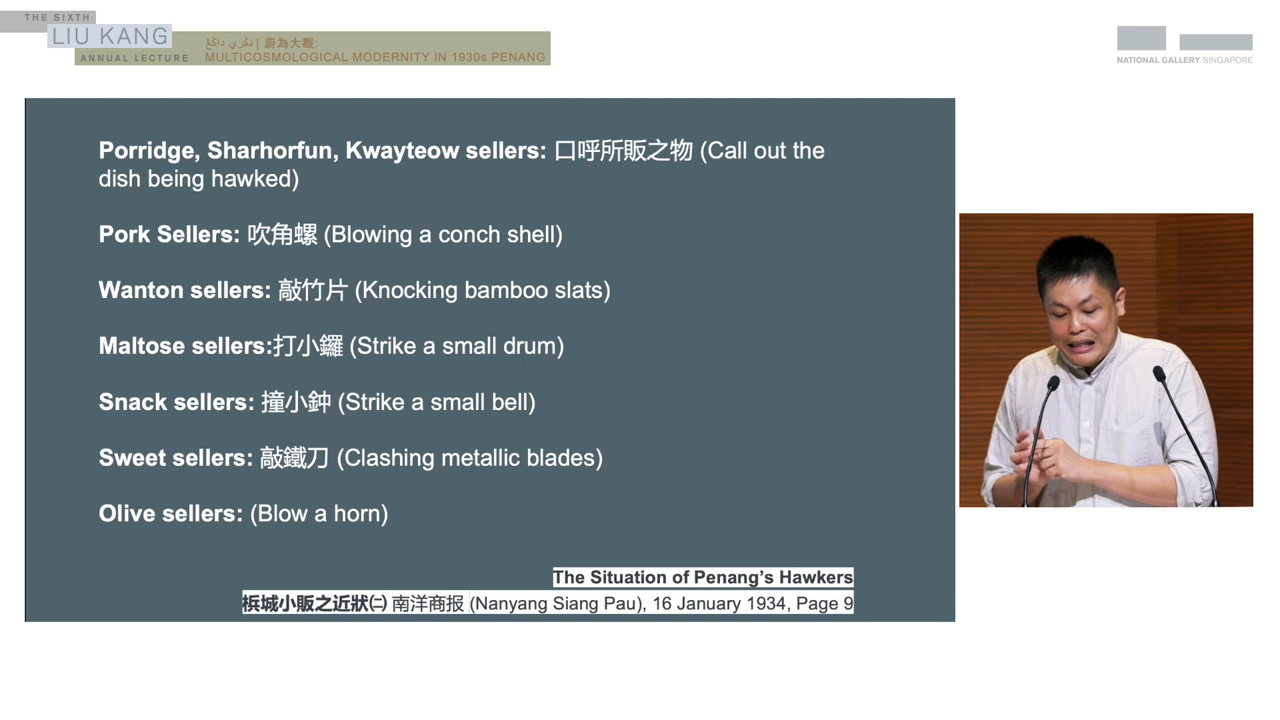 THE SIXTH
LIU KANG
ANNUAL LECTURE
نڬري داڬڠ | 蔚為大觀:
MULTICOSMOLOGICAL MODERNITY IN 1930s PENANG
NATIONAL GALLERY SINGAPORE
Porridge, Sharhorfun, Kwayteow sellers: 口呼所販之物 (Call out the
dish being hawked)
Pork Sellers: 吹角螺 (Blowing a conch shell)
Wanton sellers: 敲竹片 (Knocking bamboo slats)
Maltose sellers:打小鑼 (Strike a small drum)
Snack sellers: 撞小鈡 (Strike a small bell)
Sweet sellers: 敲鐵刀 (Clashing metallic blades)
Olive sellers: (Blow a horn)
The Situation of Penang’s Hawkers
梹城小販之近狀㈡ 南洋商报 (Nanyang Siang Pau), 16 January 1934, Page 9